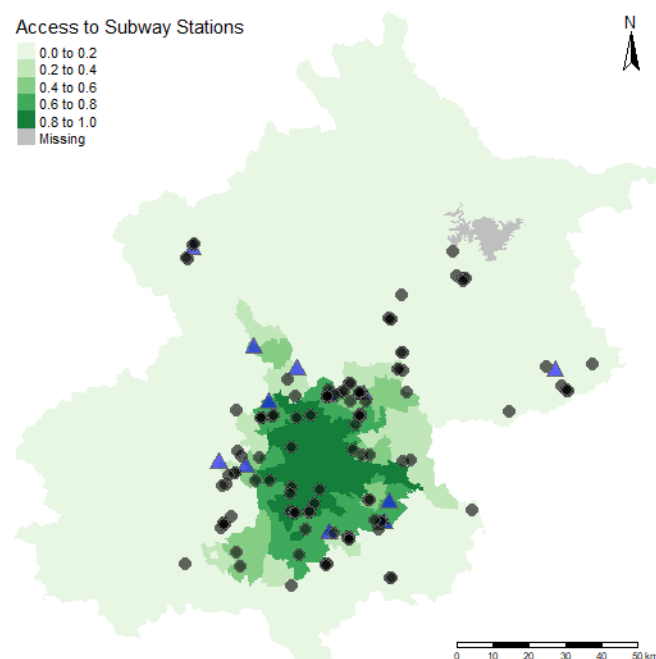 Access to Subway Stations
0.0 to 0.2
0.2 to 0.4
0.4 to 0.6
0.6 to 0.8
0.8 to 1.0
Missing
N
0 10 20 30 40 50 km